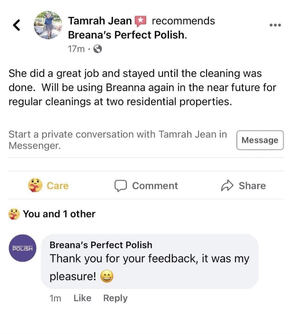 Tamrah Jean recommends
Breana's Perfect Polish.
17m ·
She did a great job and stayed until the cleaning was
done. Will be using Breanna again in the near future for
regular cleanings at two residential properties.
Start a private conversation with Tamrah Jean in
Messenger.
Message
Care
Comment
Share
You and 1 other
POLISH
Breana's Perfect Polish
Thank you for your feedback, it was my
pleasure! 😀
1m Like Reply